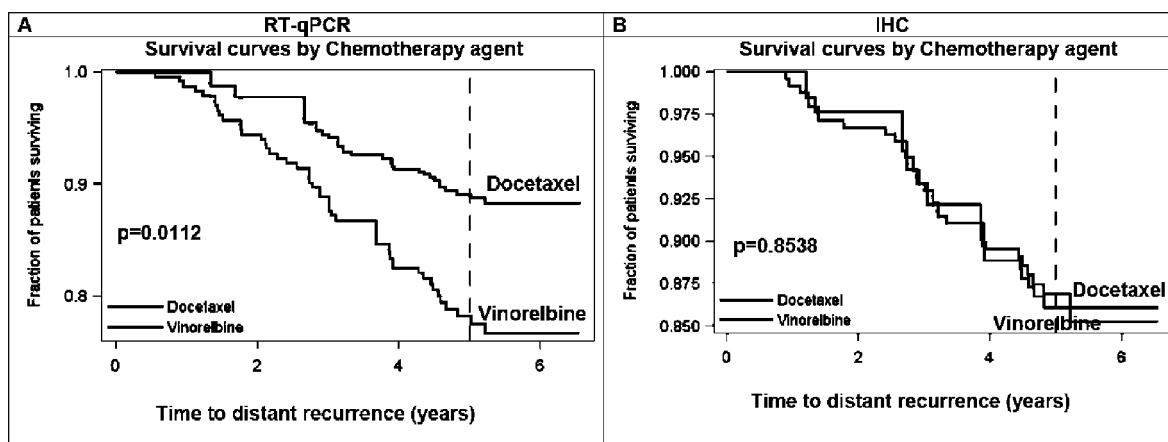 A RT-qPCR
Survival curves by Chemotherapy agent
1.0
0.9
0.8
Fraction of patients surviving
Docetaxel
p=0.0112
Vinorelbine
Docetaxel
Vinorelbine
0 2 4 6
Time to distant recurrence (years)
B IHC
Survival curves by Chemotherapy agent
1.000
0.975
0.950
0.925
0.900
0.875
0.850
Fraction of patients surviving
p=0.8538
Docetaxel
Vinorelbine
Docetaxel
Vinorelbine
0 2 4 6
Time to distant recurrence (years)